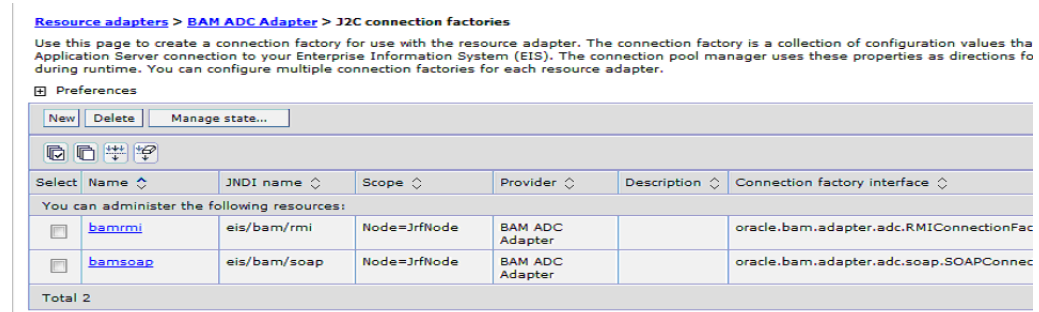 Resource adapters > BAM ADC Adapter > J2C connection factories
Use this page to create a connection factory for use with the resource adapter. The connection factory is a collection of configuration values tha
Application Server connection to your Enterprise Information System (EIS). The connection pool manager uses these properties as directions fo
during runtime. You can configure multiple connection factories for each resource adapter.
Preferences
New Delete Manage state...
Select Name JNDI name Scope Provider Description Connection factory interface
You can administer the following resources:
bamrmi eis/bam/rmi Node=JrfNode BAM ADC Adapter oracle.bam.adapter.adc.RMIConnectionFac
bamsoap eis/bam/soap Node=JrfNode BAM ADC Adapter oracle.bam.adapter.adc.soap.SOAPConnec
Total 2